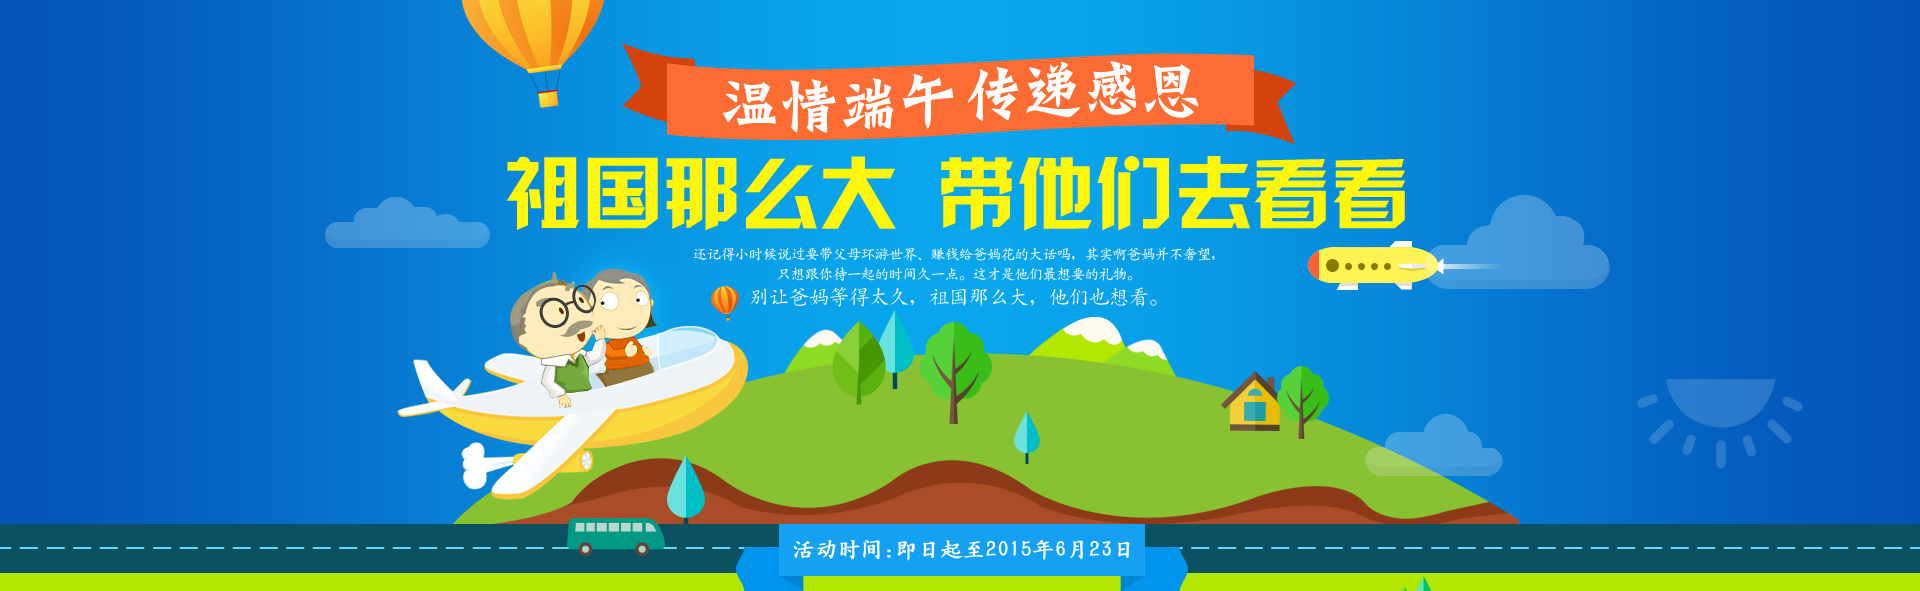 温情端午 传递感恩
祖国那么大 带他们去看看
还记得小时候说过要带父母环游世界、赚钱给爸妈花的大话吗，其实啊爸妈并不奢望，
只想跟你待一起的时间久一点。这才是他们最想要的礼物。
别让爸妈等得太久，祖国那么大，他们也想看。
活动时间：即日起至2015年6月23日